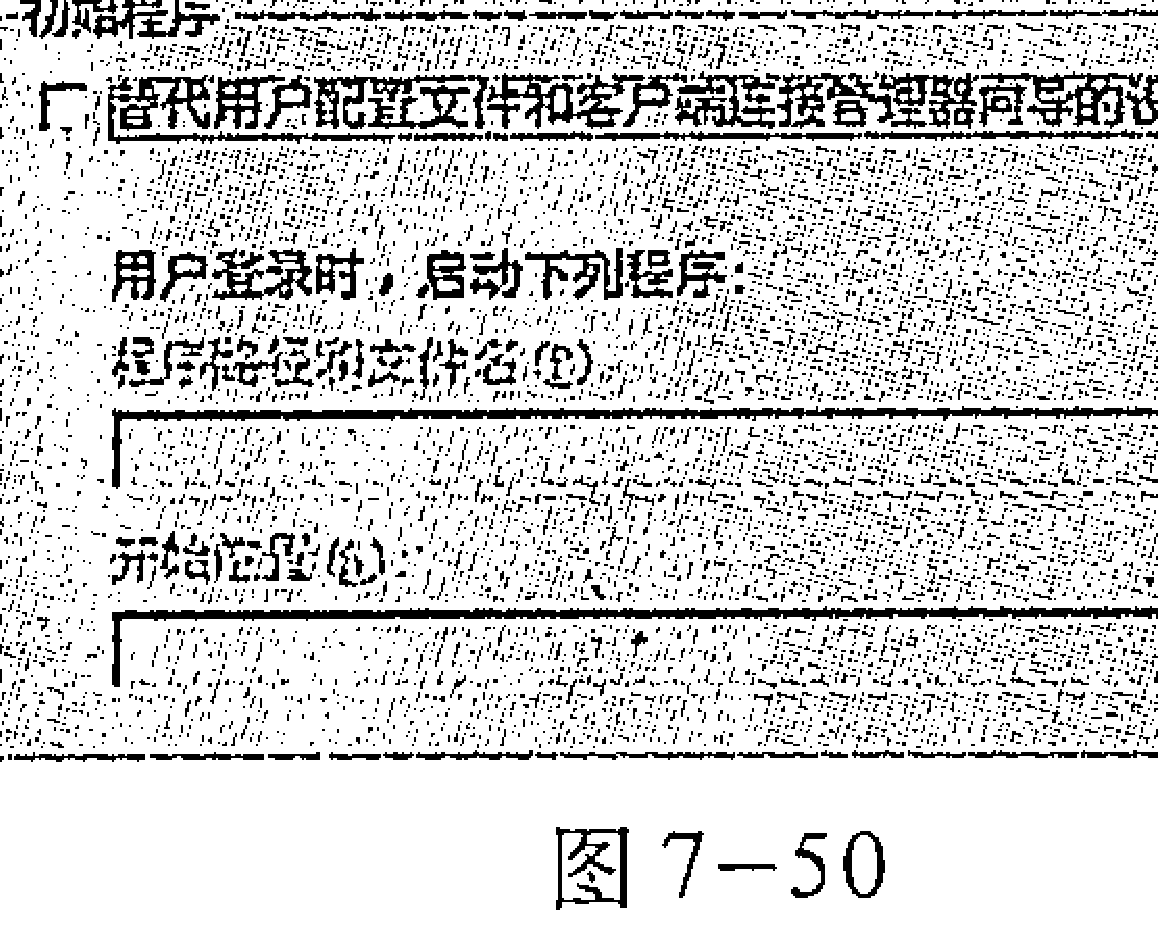 初始程序
替代用户配置文件和客户端连接管理器向导的
用户登录时，启动下列程序:
程序路径和文件名(P)
开始位置(S):
图 7-50